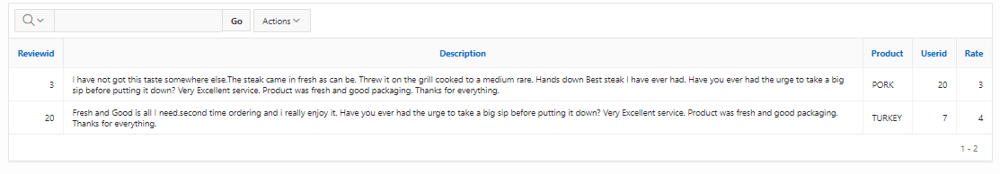 Go Actions
Reviewid Description Product Userid Rate
I have not got this taste somewhere else.The steak came in fresh as can be. Threw it on the grill cooked to a medium rare. Hands down Best steak I have ever had. Have you ever had the urge to take a big
3 sip before putting it down? Very Excellent service. Product was fresh and good packaging. Thanks for everything. PORK 20 3
Fresh and Good is all I need.second time ordering and i really enjoy it. Have you ever had the urge to take a big sip before putting it down? Very Excellent service. Product was fresh and good packaging.
20 Thanks for everything. TURKEY 7 4
1 - 2